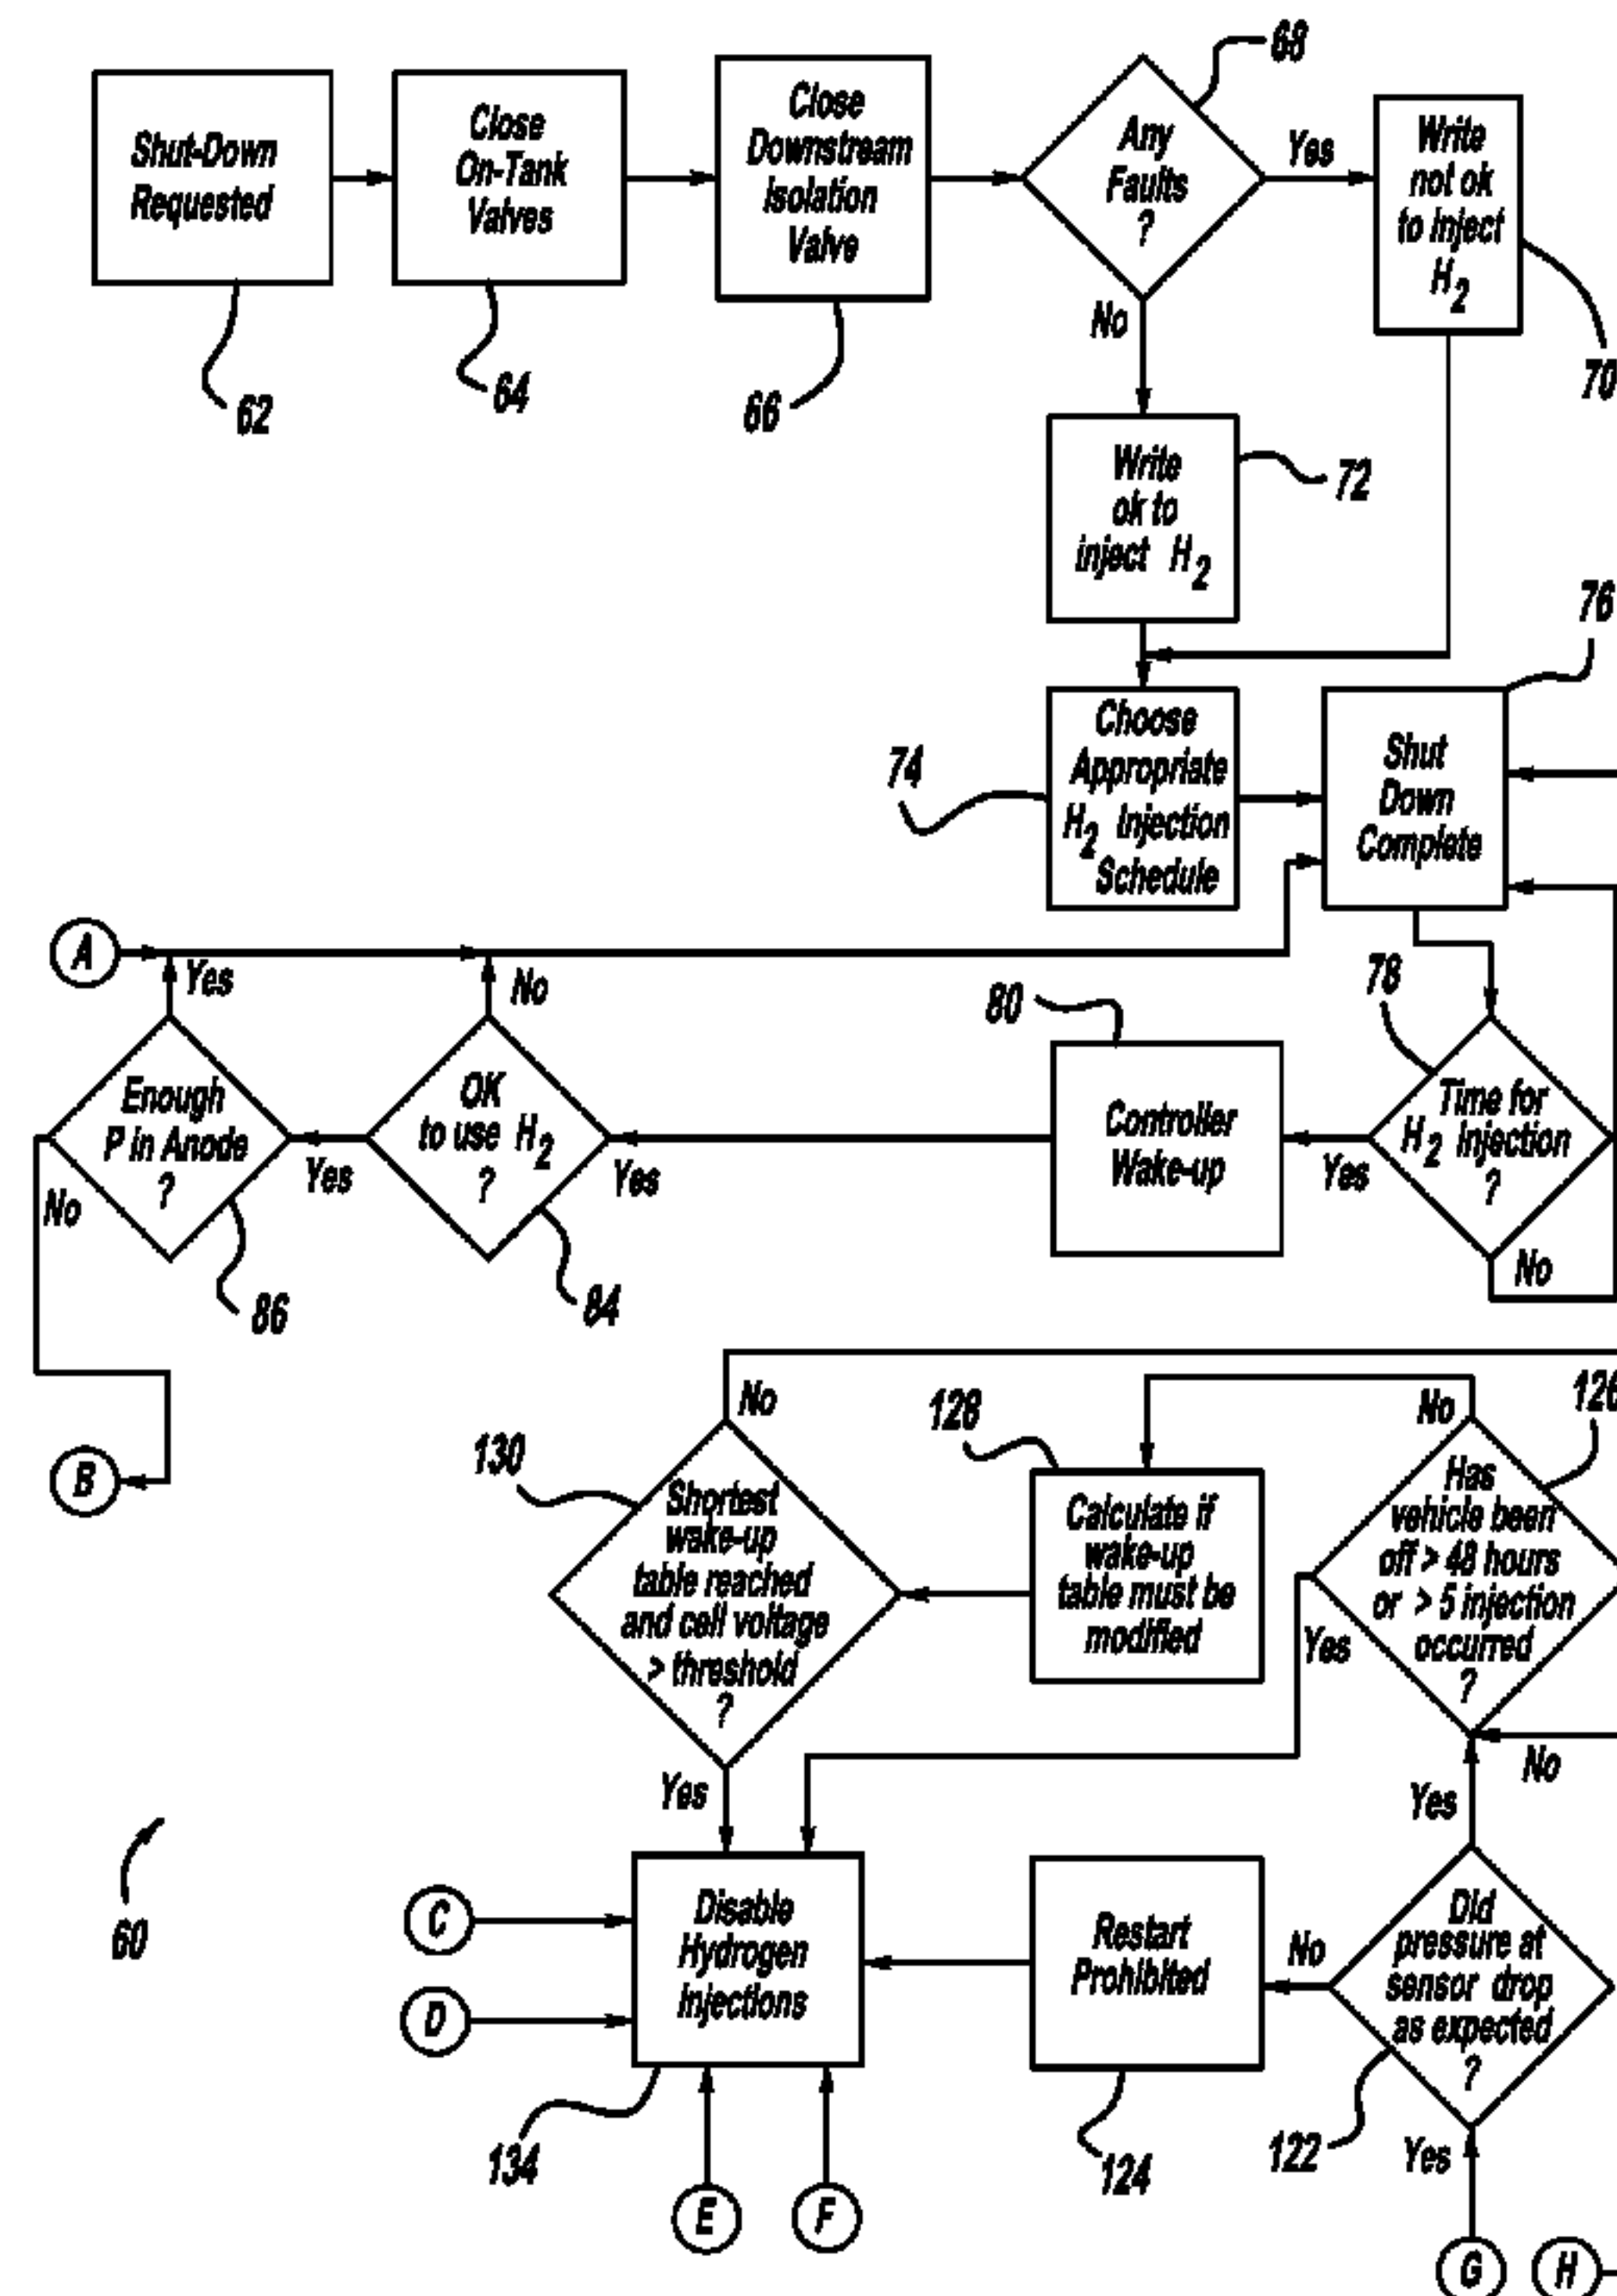 68
Shut-Down
Requested
Close
On-Tank
Valves
Close
Downstream
Isolation
Valve
Any
Faults
?
Yes
Write
not ok
to inject
H2
No
62
64
66
70
Write
ok to
inject H2
72
76
74
Choose
Appropriate
H2 Injection
Schedule
Shut
Down
Complete
A
Yes
No
80
78
Enough
P in Anode
?
OK
to use H2
?
Controller
Wake-up
Time for
H2 Injection
?
No
Yes
Yes
Yes
No
86
84
B
130
No
128
No
126
Shortest
wake-up
table reached
and cell voltage
> threshold
?
Calculate if
wake-up
table must be
modified
Has
vehicle been
off > 48 hours
or > 5 injection
occurred
?
Yes
Yes
No
Yes
60
C
D
Disable
Hydrogen
Injections
Restart
Prohibited
No
Did
pressure at
sensor drop
as expected
?
134
124
122
Yes
E
F
G
H